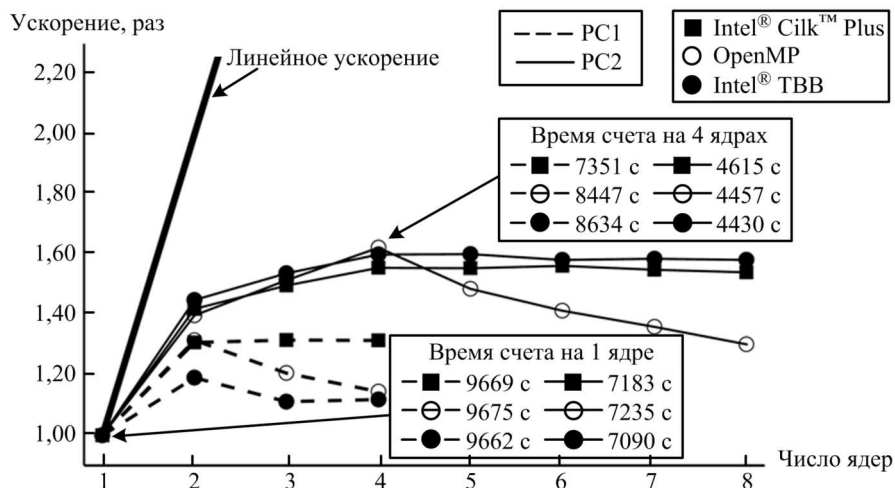 Ускорение, раз
2,20
2,00
1,80
1,60
1,40
1,20
1,00
Линейное ускорение
PC1
PC2
Intel® Cilk™ Plus
OpenMP
Intel® TBB
Время счета на 4 ядрах
7351 с 4615 с
8447 с 4457 с
8634 с 4430 с
Время счета на 1 ядре
9669 с 7183 с
9675 с 7235 с
9662 с 7090 с
1 2 3 4 5 6 7 8
Число ядер